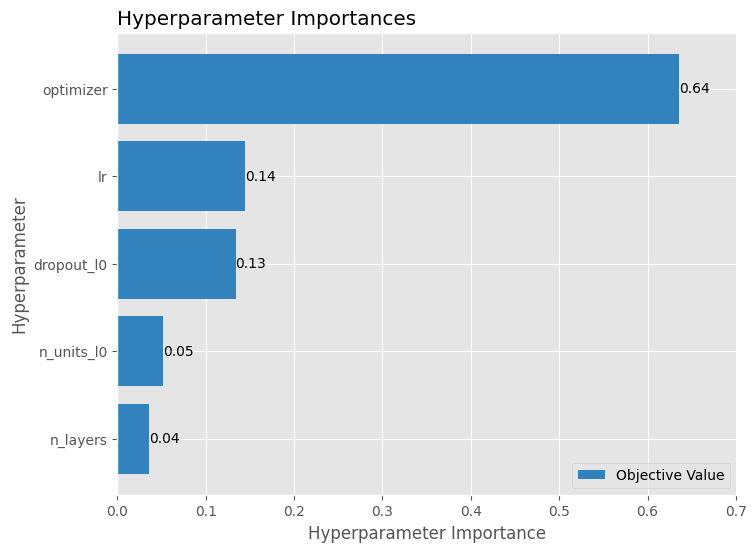 Hyperparameter Importances
Hyperparameter
optimizer
0.64
lr
0.14
dropout_l0
0.13
n_units_l0
0.05
n_layers
0.04
Objective Value
0.0 0.1 0.2 0.3 0.4 0.5 0.6 0.7
Hyperparameter Importance